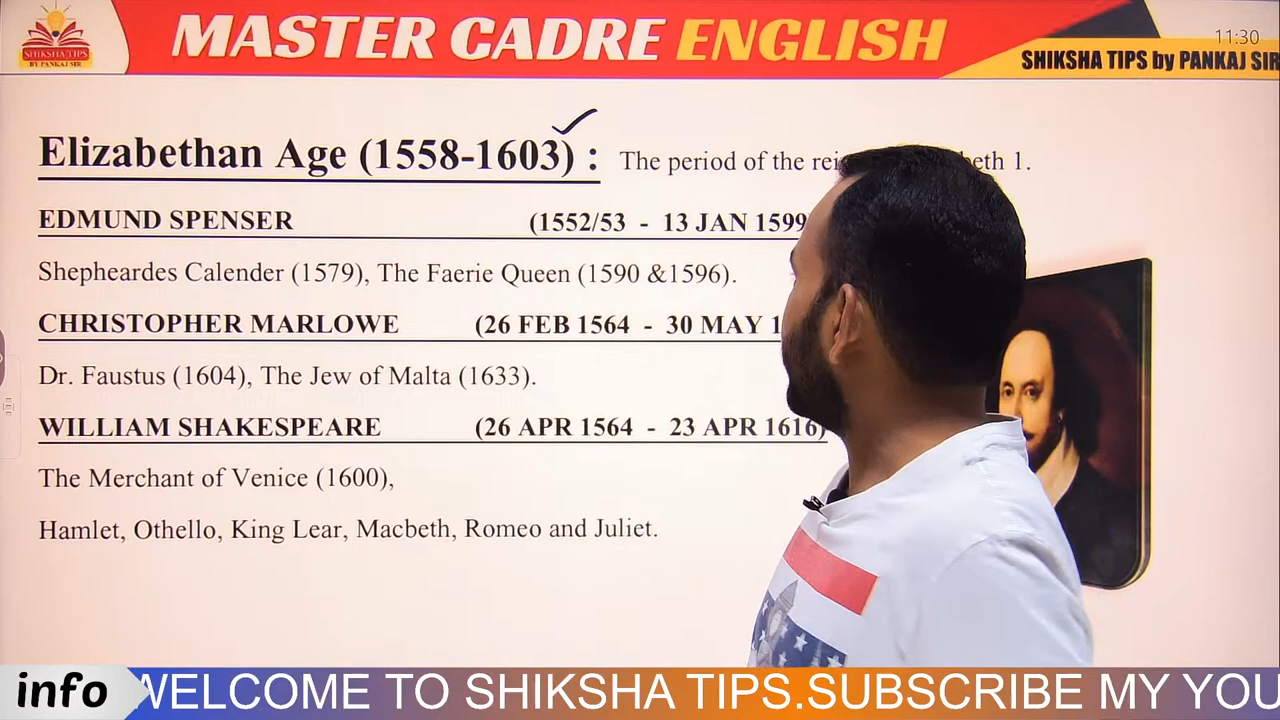 MASTER CADRE ENGLISH
11:30
SHIKSHA TIPS
BY PANKAJ SIR
SHIKSHA TIPS by PANKAJ SIR
Elizabethan Age (1558-1603) : The period of the 1.
EDMUND SPENSER (1552/53 - 13 JAN 1599
Shepheardes Calender (1579), The Faerie Queen (1590 &1596).
CHRISTOPHER MARLOWE (26 FEB 1564 - 30 MAY
Dr. Faustus (1604), The Jew of Malta (1633).
WILLIAM SHAKESPEARE (26 APR 1564 - 23 APR 1616)
The Merchant of Venice (1600),
Hamlet, Othello, King Lear, Macbeth, Romeo and Juliet.
info WELCOME TO SHIKSHA TIPS.SUBSCRIBE MY YOU